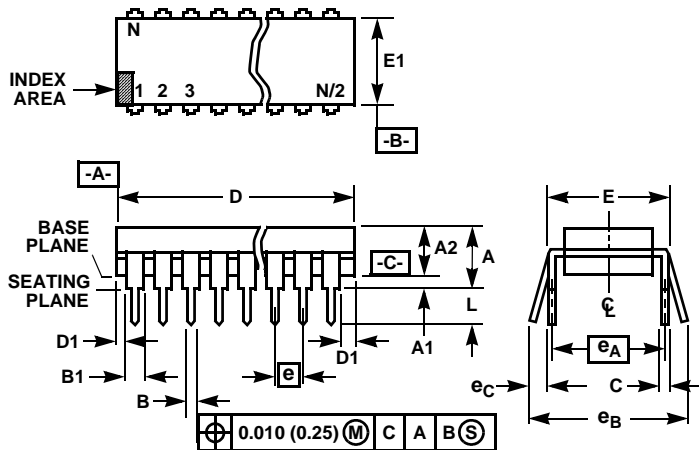 N
E1
INDEX
AREA
1 2 3 N/2
-B-
-A-
D
E
BASE
PLANE
A2
A
-C-
SEATING
PLANE
L
℄
D1
A1
D1
e
eA
B1
eC
C
B
eB
⌖ 0.010 (0.25) Ⓜ C A B Ⓢ